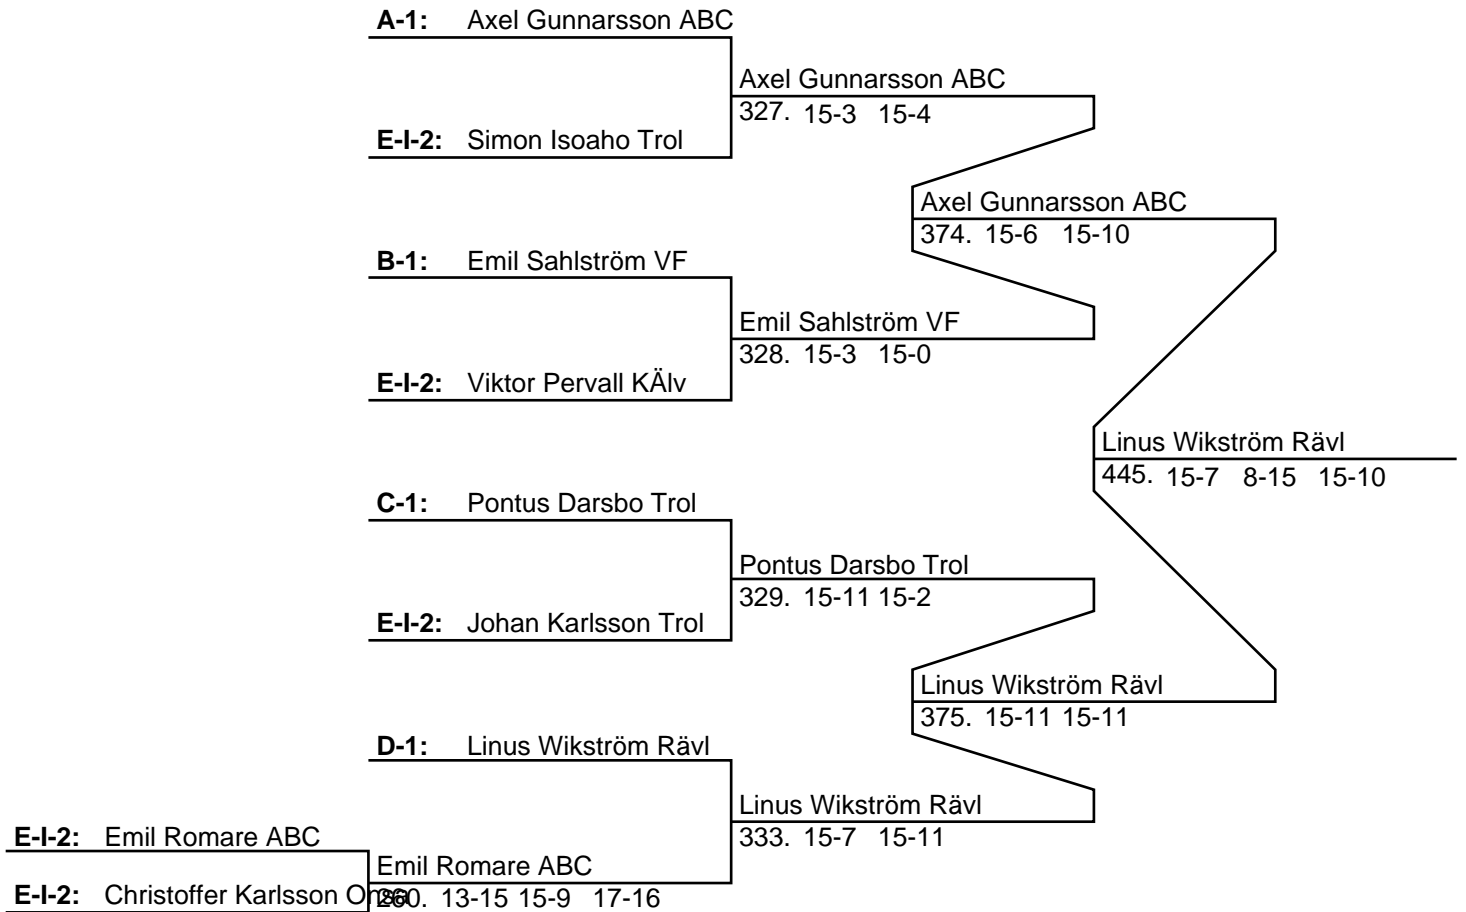 A-1: Axel Gunnarsson ABC
Axel Gunnarsson ABC
327. 15-3 15-4
E-I-2: Simon Isoaho Trol
Axel Gunnarsson ABC
374. 15-6 15-10
B-1: Emil Sahlström VF
Emil Sahlström VF
328. 15-3 15-0
E-I-2: Viktor Pervall KÄlv
Linus Wikström Rävl
445. 15-7 8-15 15-10
C-1: Pontus Darsbo Trol
Pontus Darsbo Trol
329. 15-11 15-2
E-I-2: Johan Karlsson Trol
Linus Wikström Rävl
375. 15-11 15-11
D-1: Linus Wikström Rävl
Linus Wikström Rävl
333. 15-7 15-11
E-I-2: Emil Romare ABC
Emil Romare ABC
260. 13-15 15-9 17-16
E-I-2: Christoffer Karlsson